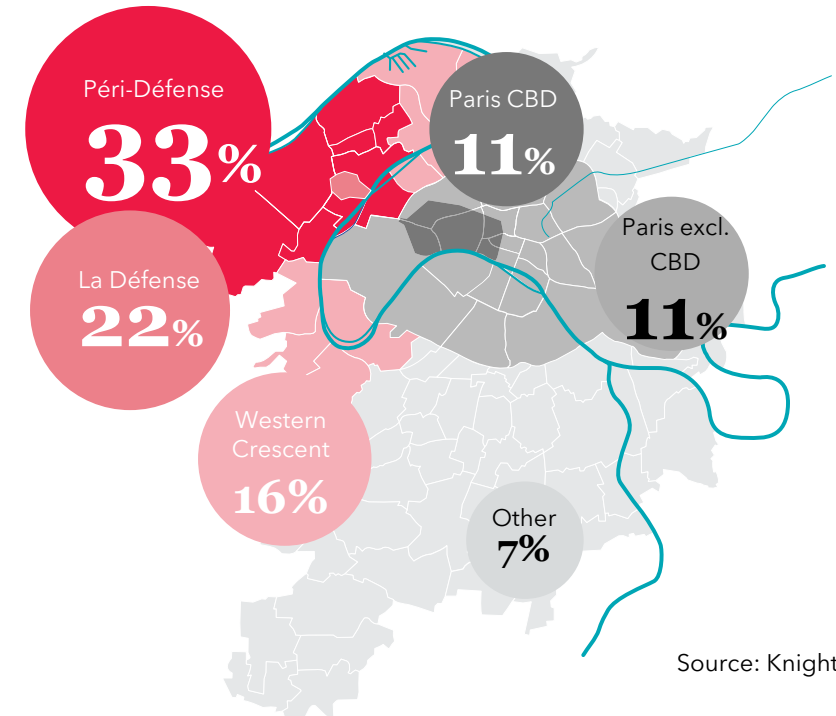 Péri-Défense
33%
Paris CBD
11%
Paris excl.
CBD
11%
La Défense
22%
Western
Crescent
16%
Other
7%
Source: Knight